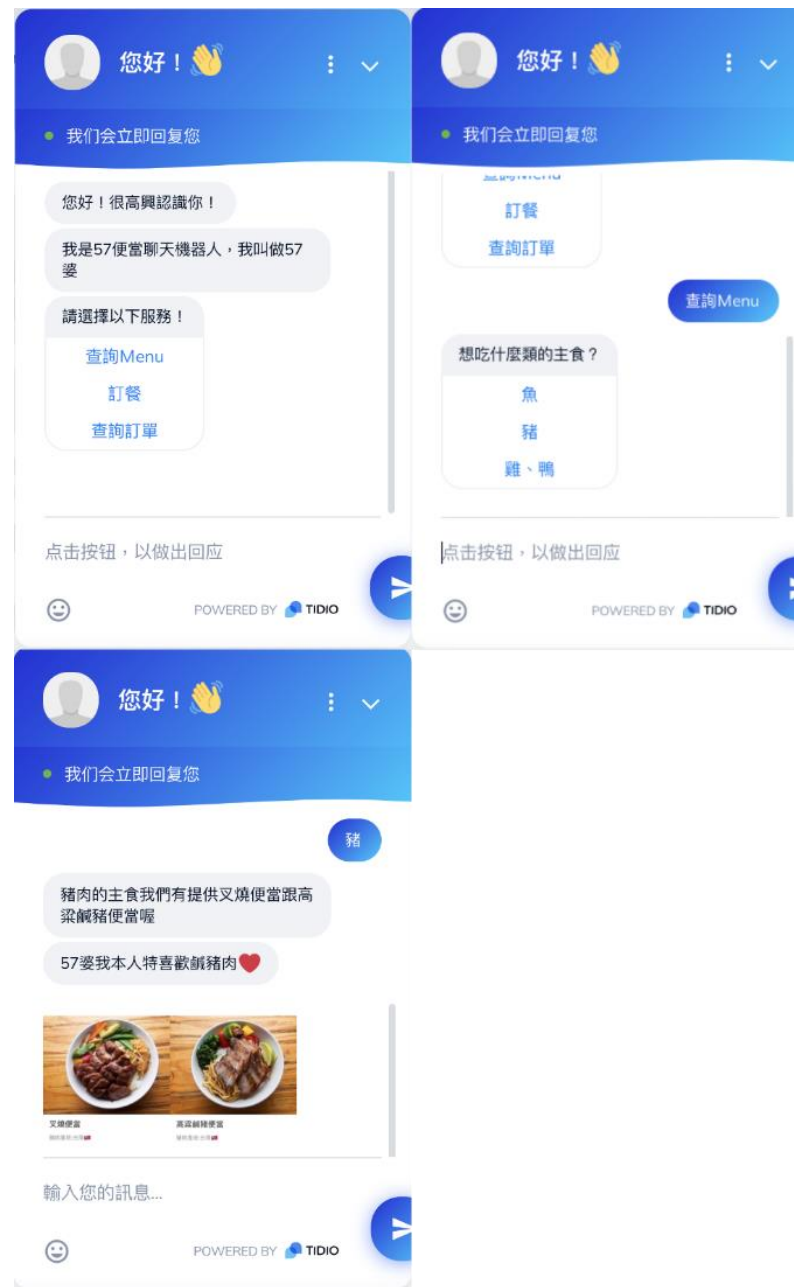 您好！👋
我们会立即回复您
您好！很高興認識你！
我是57便當聊天機器人，我叫做57
婆
請選擇以下服務！
查詢Menu
訂餐
查詢訂單
点击按钮，以做出回应
POWERED BY TIDIO
您好！👋
我们会立即回复您
查詢Menu
訂餐
查詢訂單
查詢Menu
想吃什麼類的主食？
魚
豬
雞、鴨
点击按钮，以做出回应
POWERED BY TIDIO
您好！👋
我们会立即回复您
豬
豬肉的主食我們有提供叉燒便當跟高
粱鹹豬便當喔
57婆我本人特喜歡鹹豬肉❤️
叉燒便當
高粱鹹豬便當
輸入您的訊息...
POWERED BY TIDIO